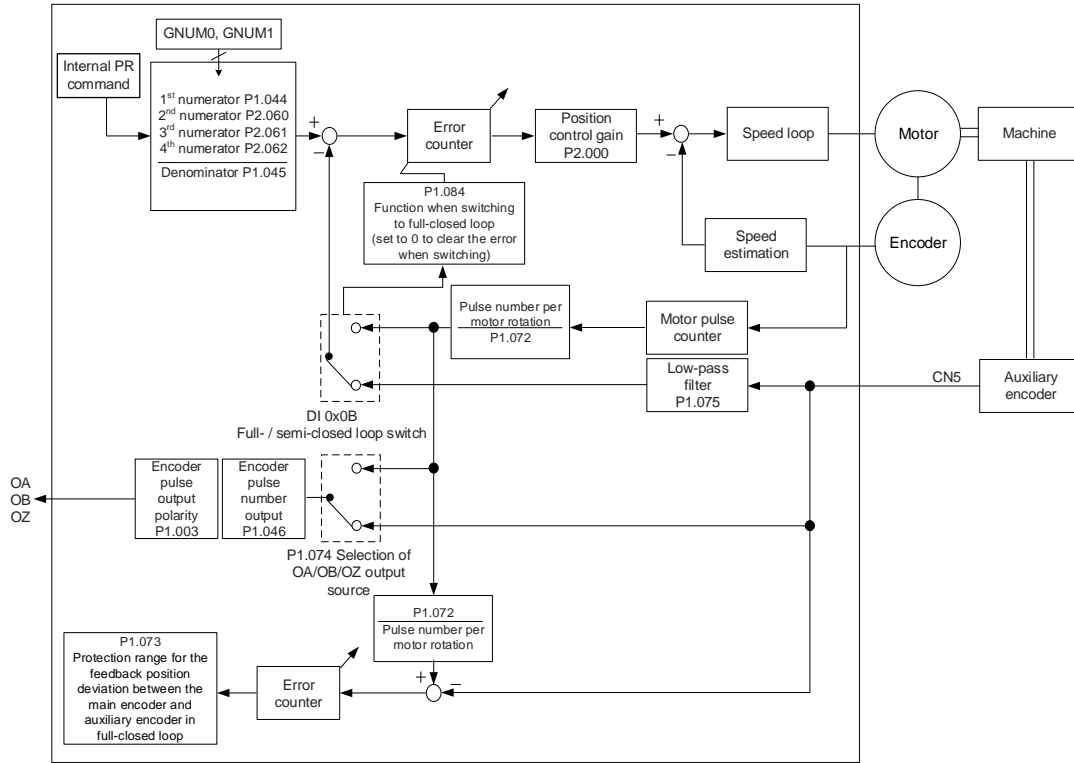 GNUM0, GNUM1
Internal PR
command
1st numerator P1.044
2nd numerator P2.060
3rd numerator P2.061
4th numerator P2.062
Denominator P1.045
+
−
Error
counter
Position
control gain
P2.000
+
−
Speed loop
Motor
Machine
P1.084
Function when switching
to full-closed loop
(set to 0 to clear the error
when switching)
Speed
estimation
Encoder
Pulse number per
motor rotation
P1.072
Motor pulse
counter
Low-pass
filter
P1.075
CN5
Auxiliary
encoder
DI 0x0B
Full- / semi-closed loop switch
OA
OB
OZ
Encoder
pulse
output
polarity
P1.003
Encoder
pulse
number
output
P1.046
P1.074 Selection of
OA/OB/OZ output
source
P1.072
Pulse number per
motor rotation
P1.073
Protection range for the
feedback position
deviation between the
main encoder and
auxiliary encoder in
full-closed loop
Error
counter
+
−